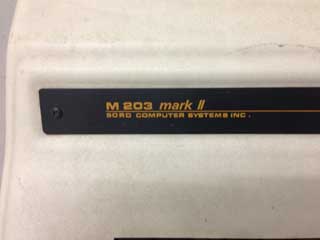 M 203 mark II
SORD COMPUTER SYSTEMS INC.